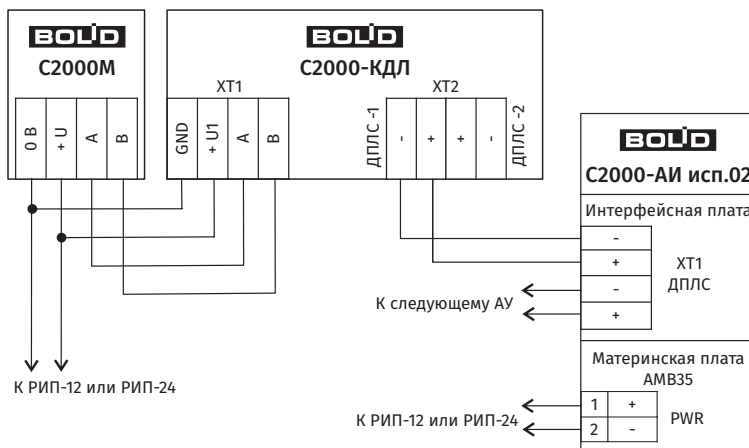 BOLID
С2000М
0 В
+ U
A
B
BOLID
С2000-КДЛ
XT1
XT2
GND
+ U1
A
B
ДПЛС -1
-
+
+
-
ДПЛС -2
BOLID
С2000-АИ исп.02
Интерфейсная плата
-
+
-
+
XT1
ДПЛС
К следующему АУ
К РИП-12 или РИП-24
Материнская плата
АМВ35
1 +
2 -
PWR
К РИП-12 или РИП-24